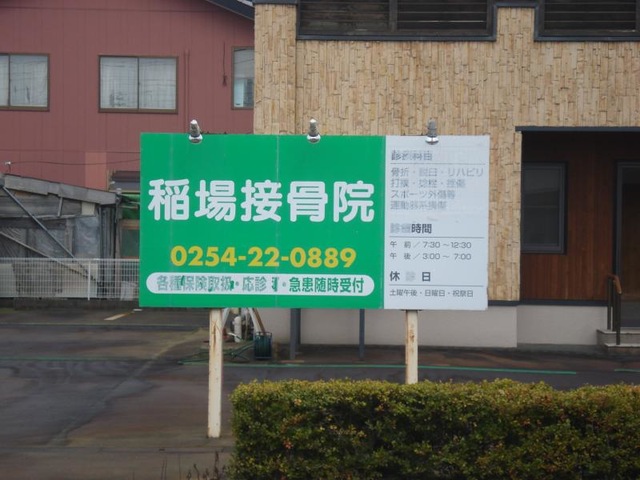 稲場接骨院
0254-22-0889
各種保険取扱・応診可・急患随時受付
診療科目
骨折・脱臼・リハビリ
打撲・捻挫・挫傷
スポーツ外傷等
運動器系損傷
診療時間
午 前／7:30～12:30
午 後／3:00～ 7:00
休 診 日
土曜午後・日曜日・祝祭日